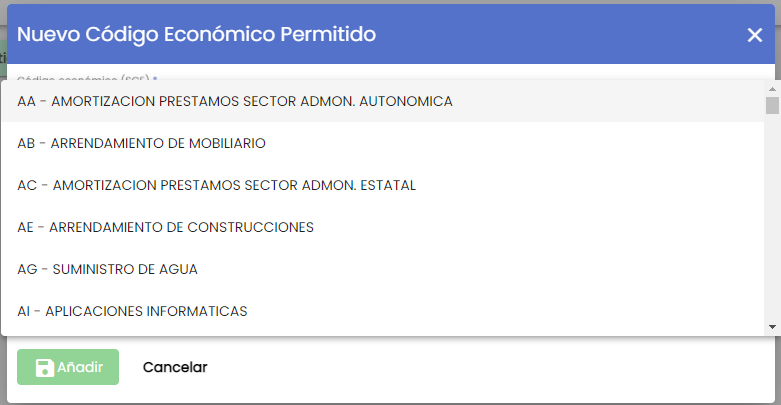 Nuevo Código Económico Permitido
Código económico (SGE) *
AA - AMORTIZACION PRESTAMOS SECTOR ADMON. AUTONOMICA
AB - ARRENDAMIENTO DE MOBILIARIO
AC - AMORTIZACION PRESTAMOS SECTOR ADMON. ESTATAL
AE - ARRENDAMIENTO DE CONSTRUCCIONES
AG - SUMINISTRO DE AGUA
AI - APLICACIONES INFORMATICAS
Añadir
Cancelar